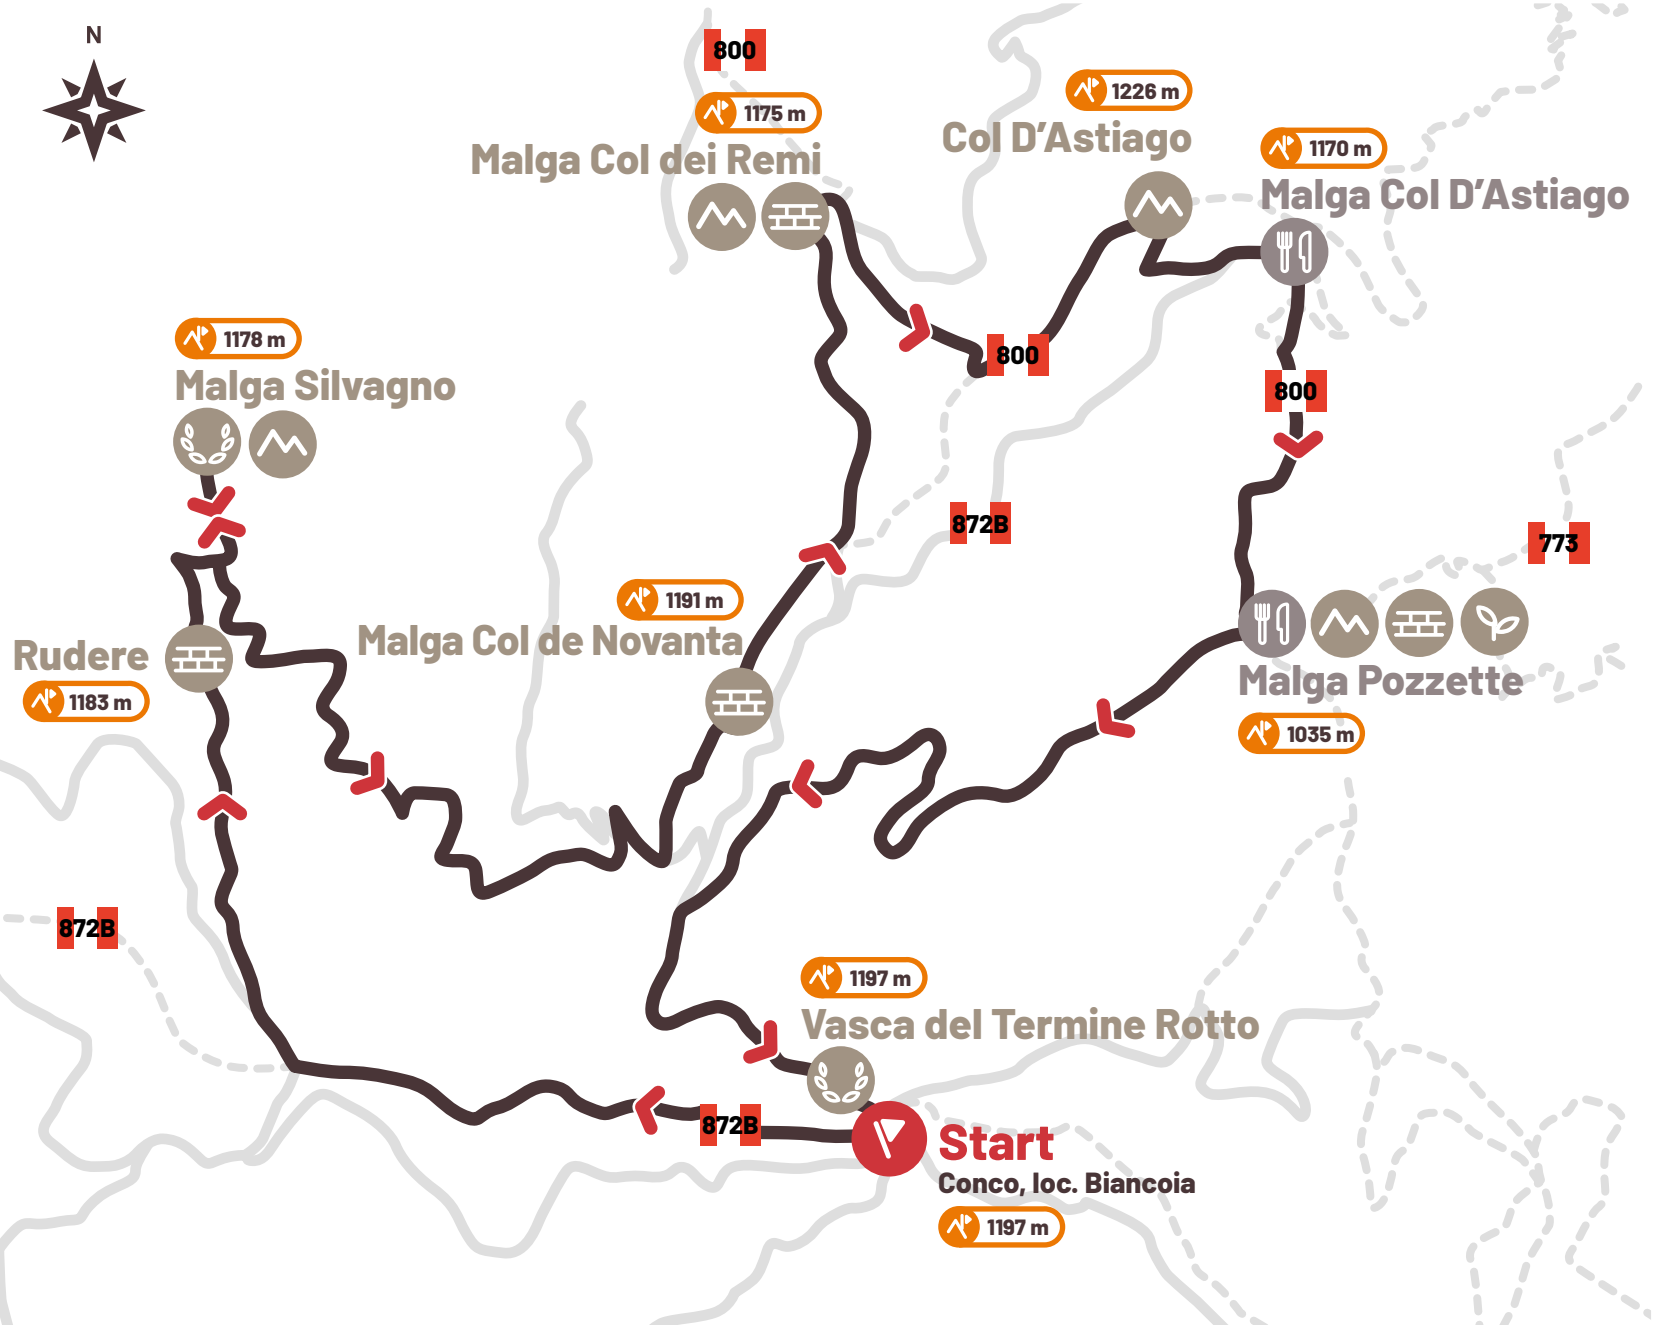 N
800
1175 m
Malga Col dei Remi
1226 m
Col D’Astiago
1170 m
Malga Col D’Astiago
1178 m
Malga Silvagno
800
800
872B
773
1191 m
Malga Col de Novanta
Rudere
1183 m
Malga Pozzette
1035 m
872B
1197 m
Vasca del Termine Rotto
872B
Start
Conco, loc. Biancoia
1197 m